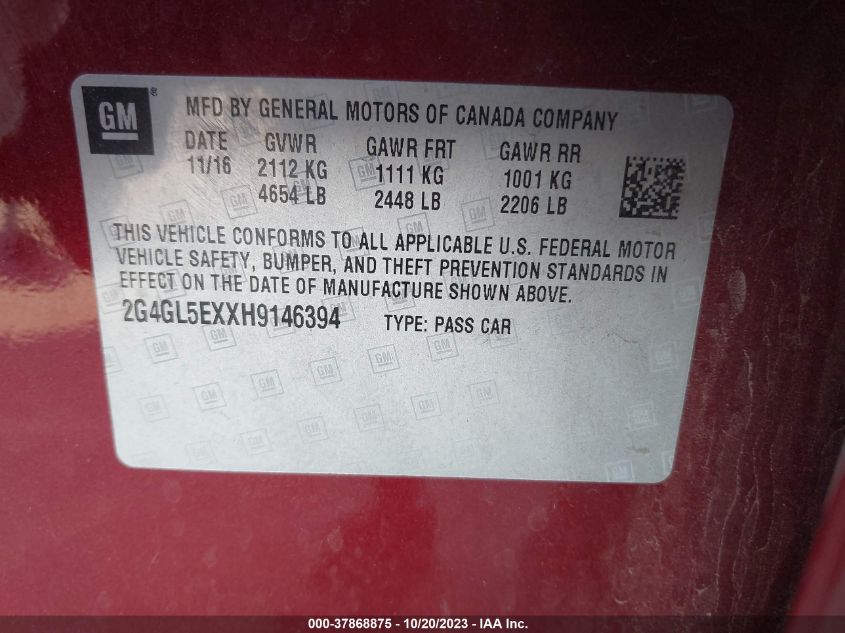 GM ®
MFD BY GENERAL MOTORS OF CANADA COMPANY
DATE GVWR GAWR FRT GAWR RR
11/16 2112 KG 1111 KG 1001 KG
4654 LB 2448 LB 2206 LB
THIS VEHICLE CONFORMS TO ALL APPLICABLE U.S. FEDERAL MOTOR
VEHICLE SAFETY, BUMPER, AND THEFT PREVENTION STANDARDS IN
EFFECT ON THE DATE OF MANUFACTURE SHOWN ABOVE.
2G4GL5EXXH9146394 TYPE: PASS CAR
000-37868875 - 10/20/2023 - IAA Inc.